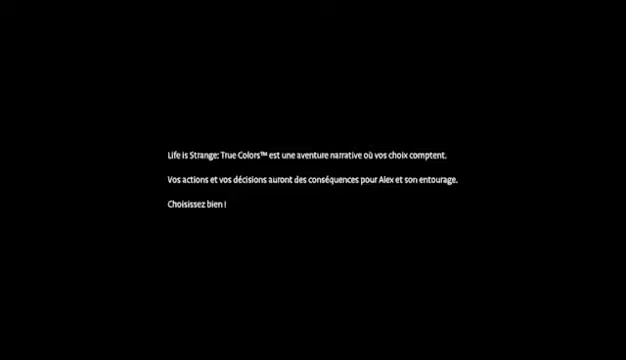 Life is Strange: True Colors™ est une aventure narrative où vos choix comptent.
Vos actions et vos décisions auront des conséquences pour Alex et son entourage.
Choisissez bien !